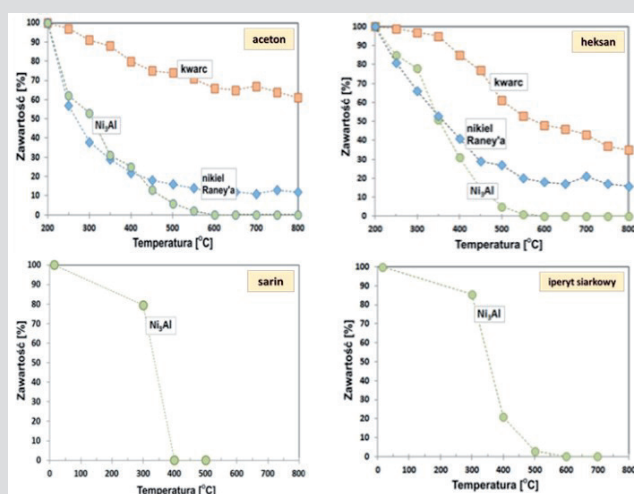 Zawartość [%]
100
90
80
70
60
50
40
30
20
10
0
aceton
kwarc
Ni₃Al
nikiel
Raney'a
200 300 400 500 600 700 800
Temperatura [°C]
Zawartość [%]
100
90
80
70
60
50
40
30
20
10
0
heksan
kwarc
nikiel
Raney'a
Ni₃Al
200 300 400 500 600 700 800
Temperatura [°C]
Zawartość [%]
100
90
80
70
60
50
40
30
20
10
0
sarin
Ni₃Al
0 100 200 300 400 500 600 700 800
Temperatura [°C]
Zawartość [%]
100
90
80
70
60
50
40
30
20
10
0
iperyt siarkowy
Ni₃Al
0 100 200 300 400 500 600 700 800
Temperatura [°C]